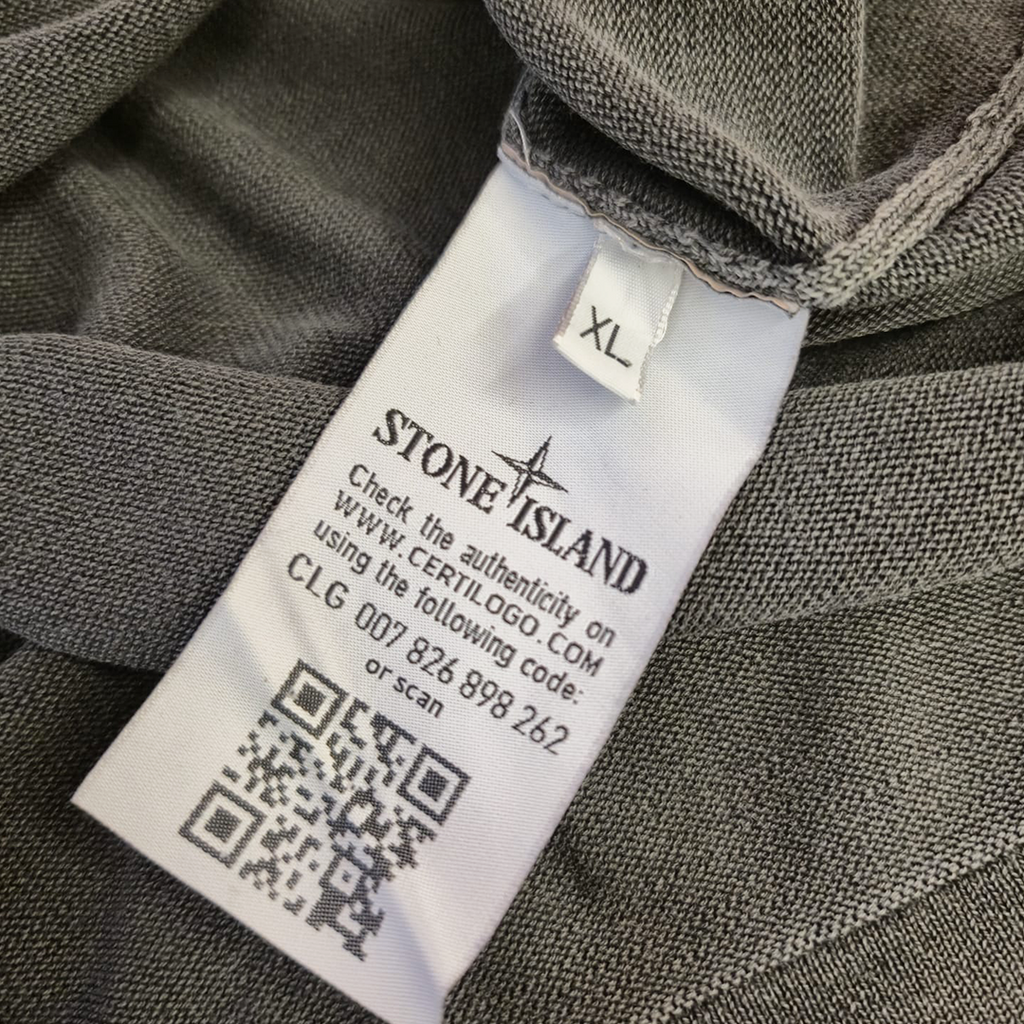 XL
STONE ISLAND
Check the authenticity on
WWW.CERTILOGO.COM
using the following code:
CLG 007 826 898 262
or scan